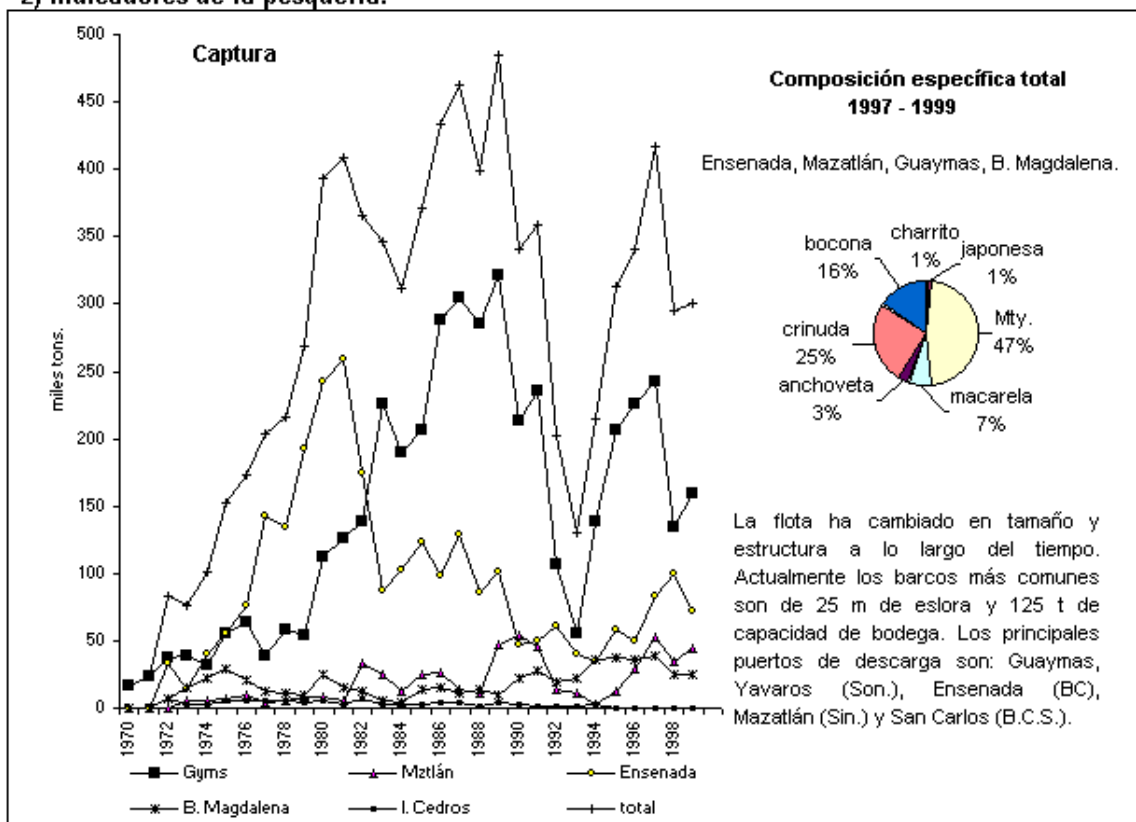 2) Indicadores de la pesquería:
Captura
500
450
400
350
300
250
200
150
100
50
0
miles tons.
1970
1972
1974
1976
1978
1980
1982
1984
1986
1988
1990
1992
1994
1996
1998
Gyms
Mztlán
Ensenada
B. Magdalena
I. Cedros
total
Composición específica total
1997 - 1999
Ensenada, Mazatlán, Guaymas, B. Magdalena.
charrito
1%
japonesa
1%
bocona
16%
Mty.
47%
crinuda
25%
anchoveta
3%
macarela
7%
La flota ha cambiado en tamaño y
estructura a lo largo del tiempo.
Actualmente los barcos más comunes
son de 25 m de eslora y 125 t de
capacidad de bodega. Los principales
puertos de descarga son: Guaymas,
Yavaros (Son.), Ensenada (BC),
Mazatlán (Sin.) y San Carlos (B.C.S.).